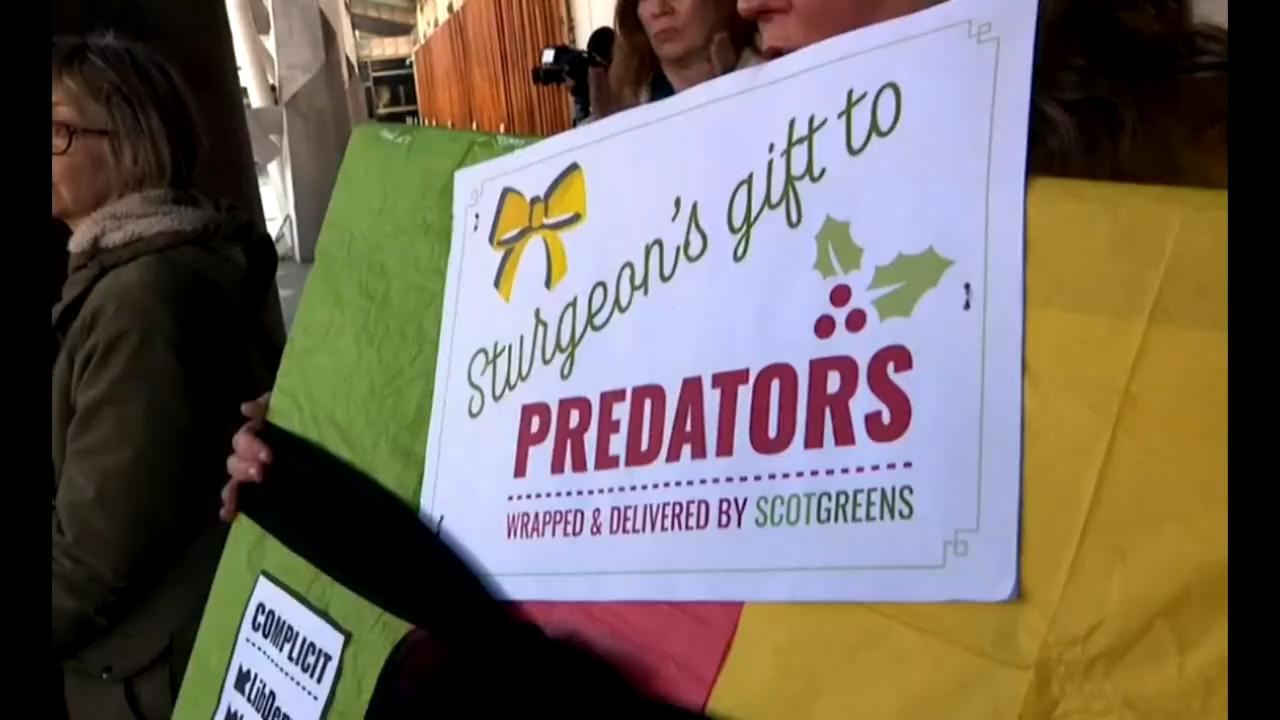 Sturgeon's gift to
PREDATORS
WRAPPED & DELIVERED BY SCOTGREENS
COMPLICIT